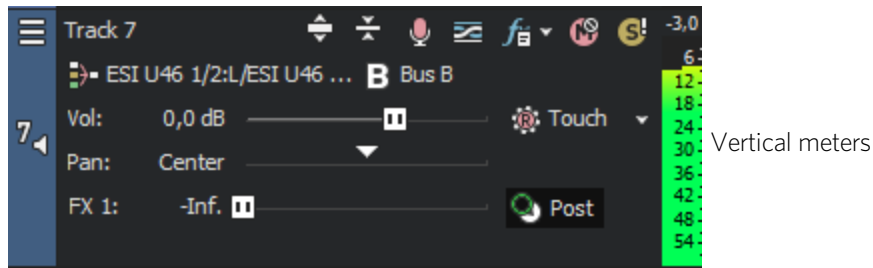 Track 7 -3,0
ESI U46 1/2:L/ESI U46 ... B Bus B
7
Vol: 0,0 dB R Touch
Pan: Center
FX 1: -Inf. Post
6
12
18
24
30
36
42
48
54
Vertical meters